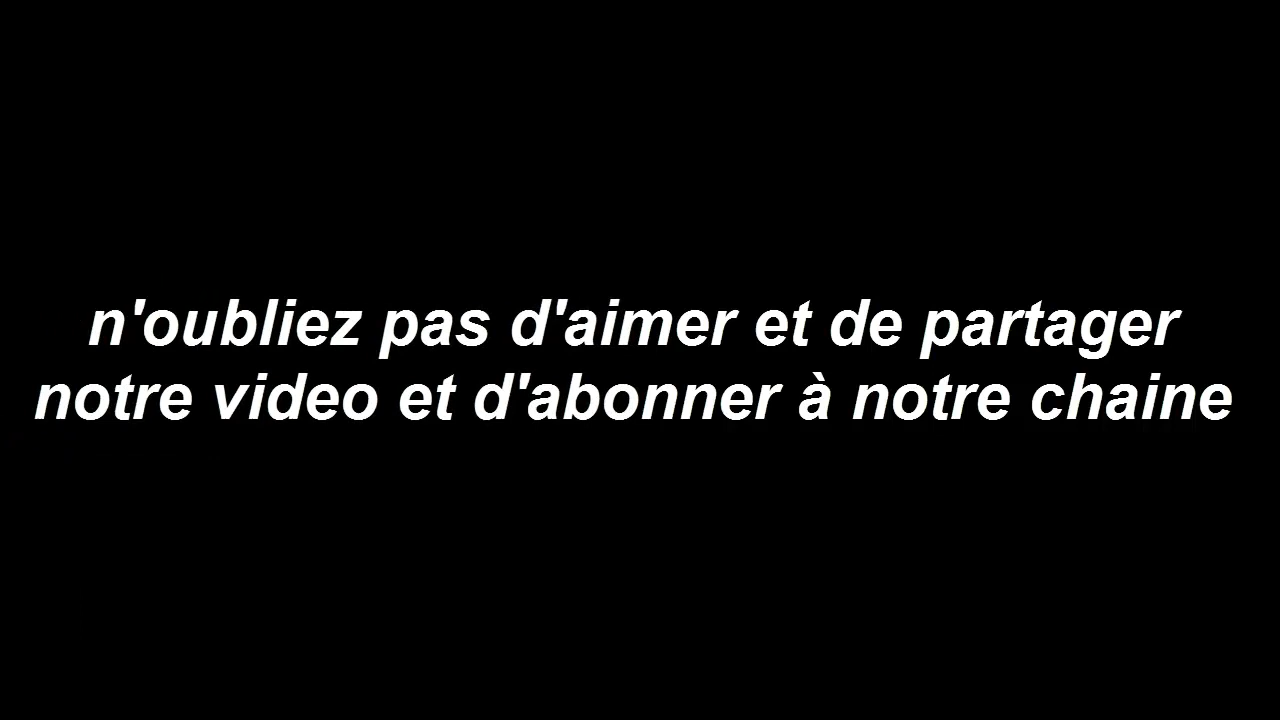 n'oubliez pas d'aimer et de partager
notre video et d'abonner à notre chaine